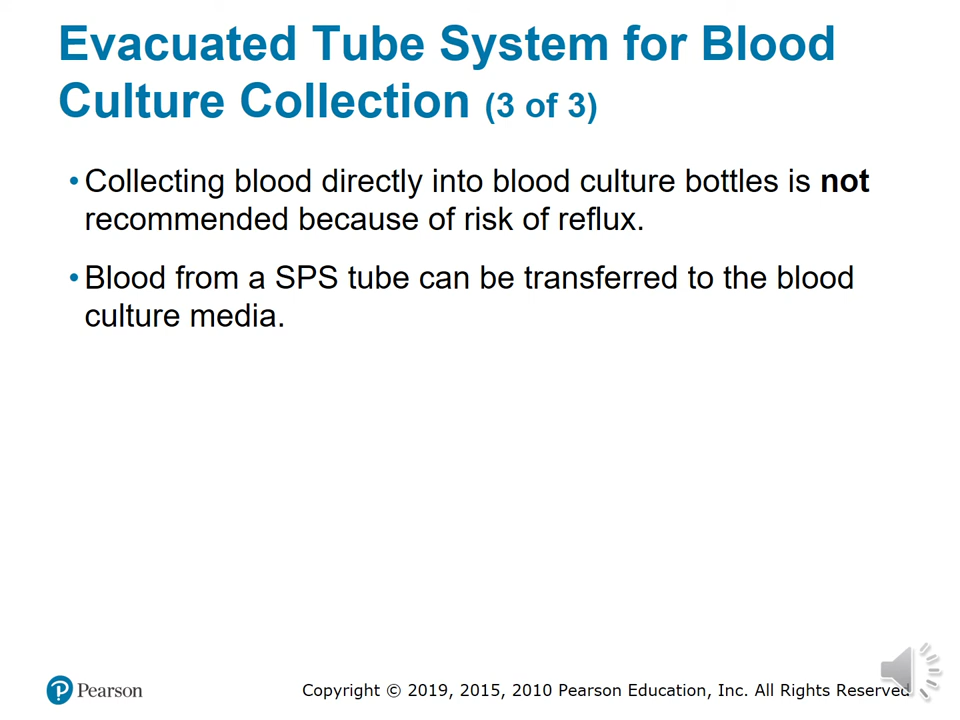 Evacuated Tube System for Blood
Culture Collection (3 of 3)
• Collecting blood directly into blood culture bottles is not
recommended because of risk of reflux.
• Blood from a SPS tube can be transferred to the blood
culture media.
Pearson
Copyright © 2019, 2015, 2010 Pearson Education, Inc. All Rights Reserved